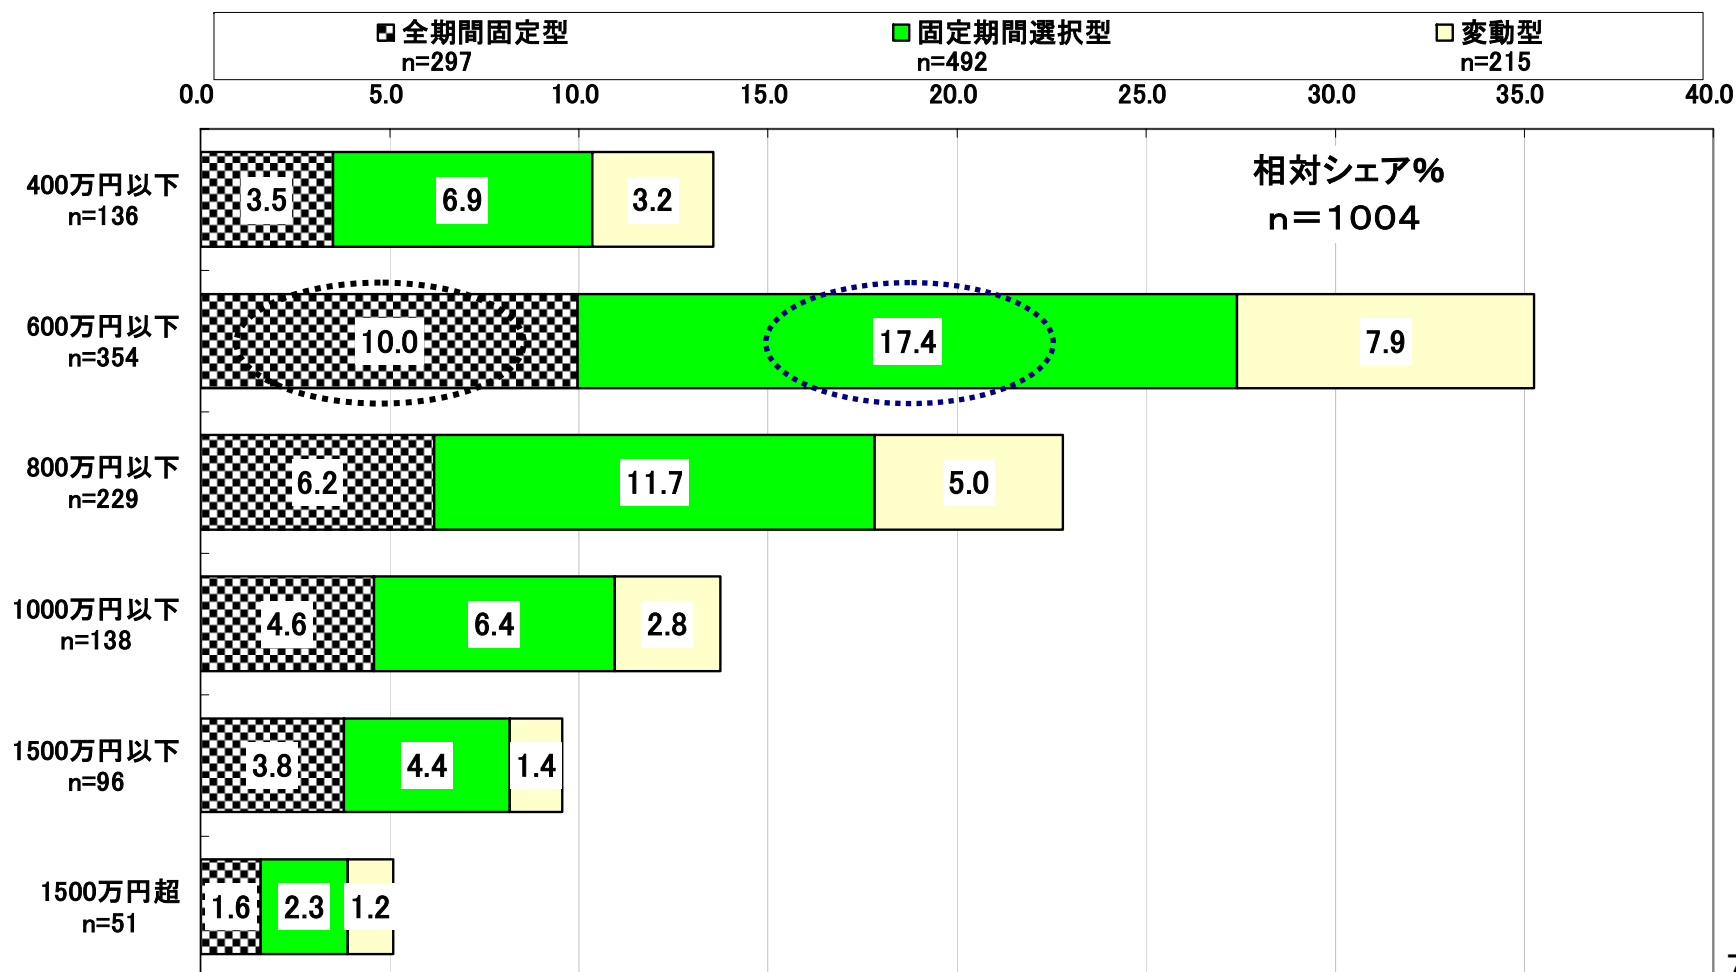 全期間固定型 固定期間選択型 変動型
n=297 n=492 n=215
0.0 5.0 10.0 15.0 20.0 25.0 30.0 35.0 40.0
相対シェア%
n＝1004
400万円以下
n=136
3.5 6.9 3.2
600万円以下
n=354
10.0 17.4 7.9
800万円以下
n=229
6.2 11.7 5.0
1000万円以下
n=138
4.6 6.4 2.8
1500万円以下
n=96
3.8 4.4 1.4
1500万円超
n=51
1.6 2.3 1.2